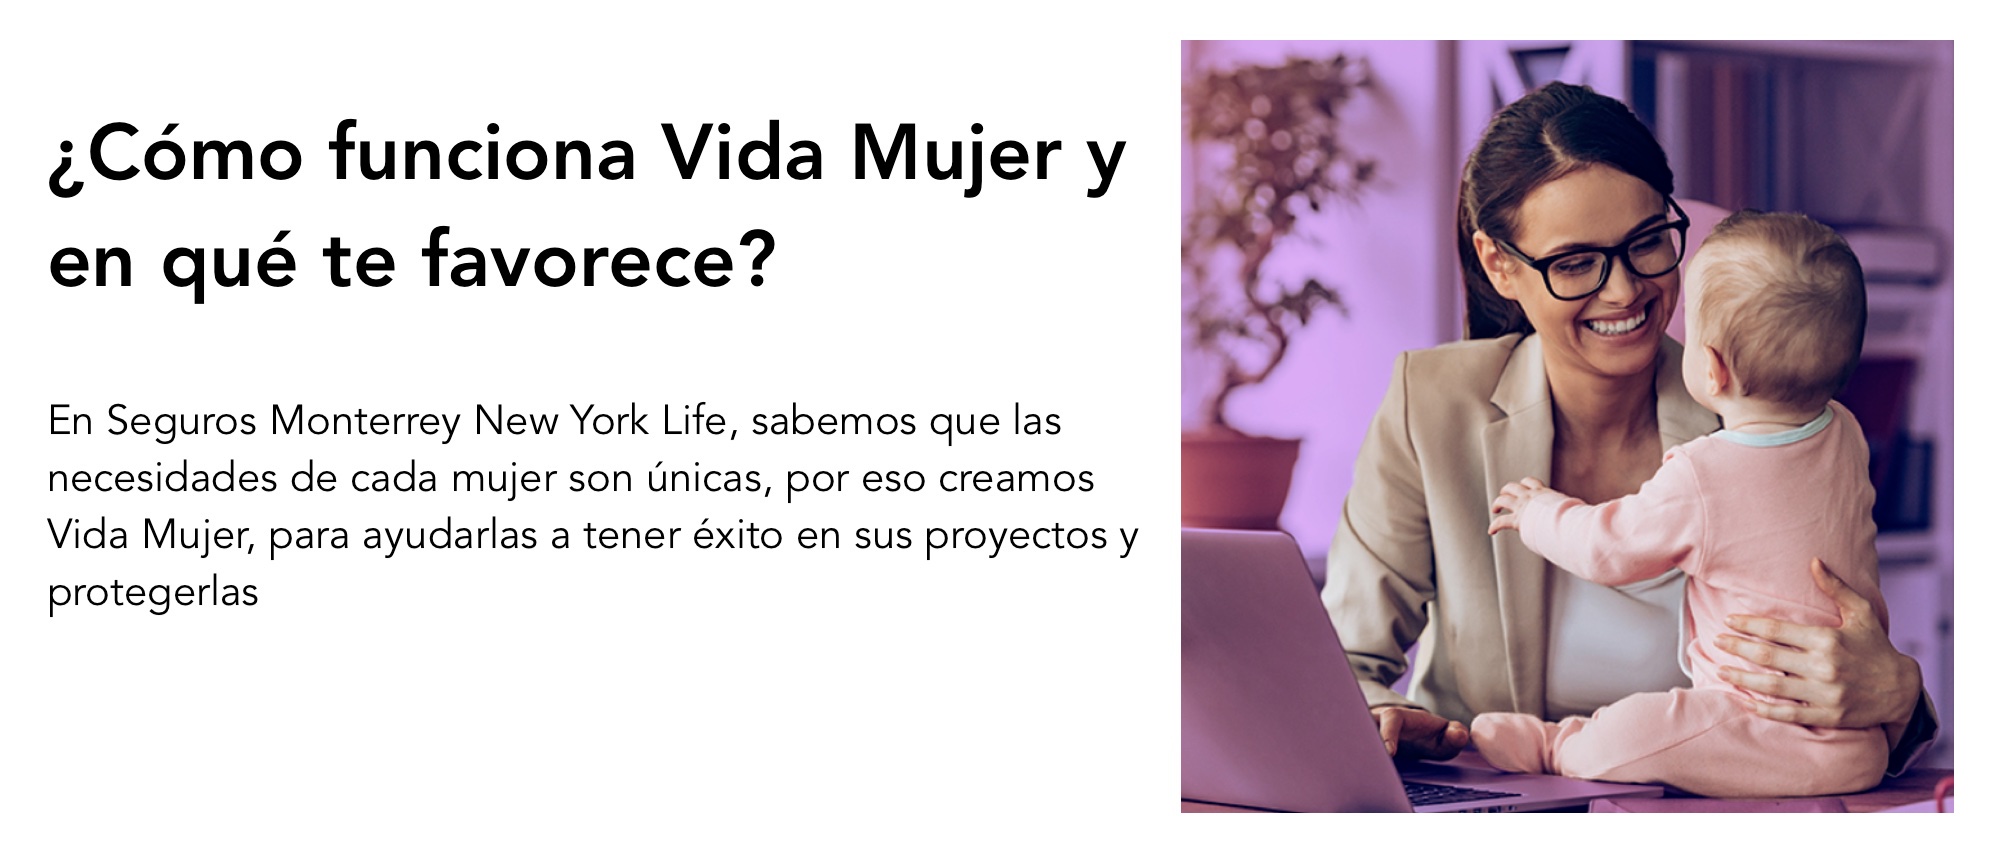 ¿Cómo funciona Vida Mujer y
en qué te favorece?
En Seguros Monterrey New York Life, sabemos que las
necesidades de cada mujer son únicas, por eso creamos
Vida Mujer, para ayudarlas a tener éxito en sus proyectos y
protegerlas